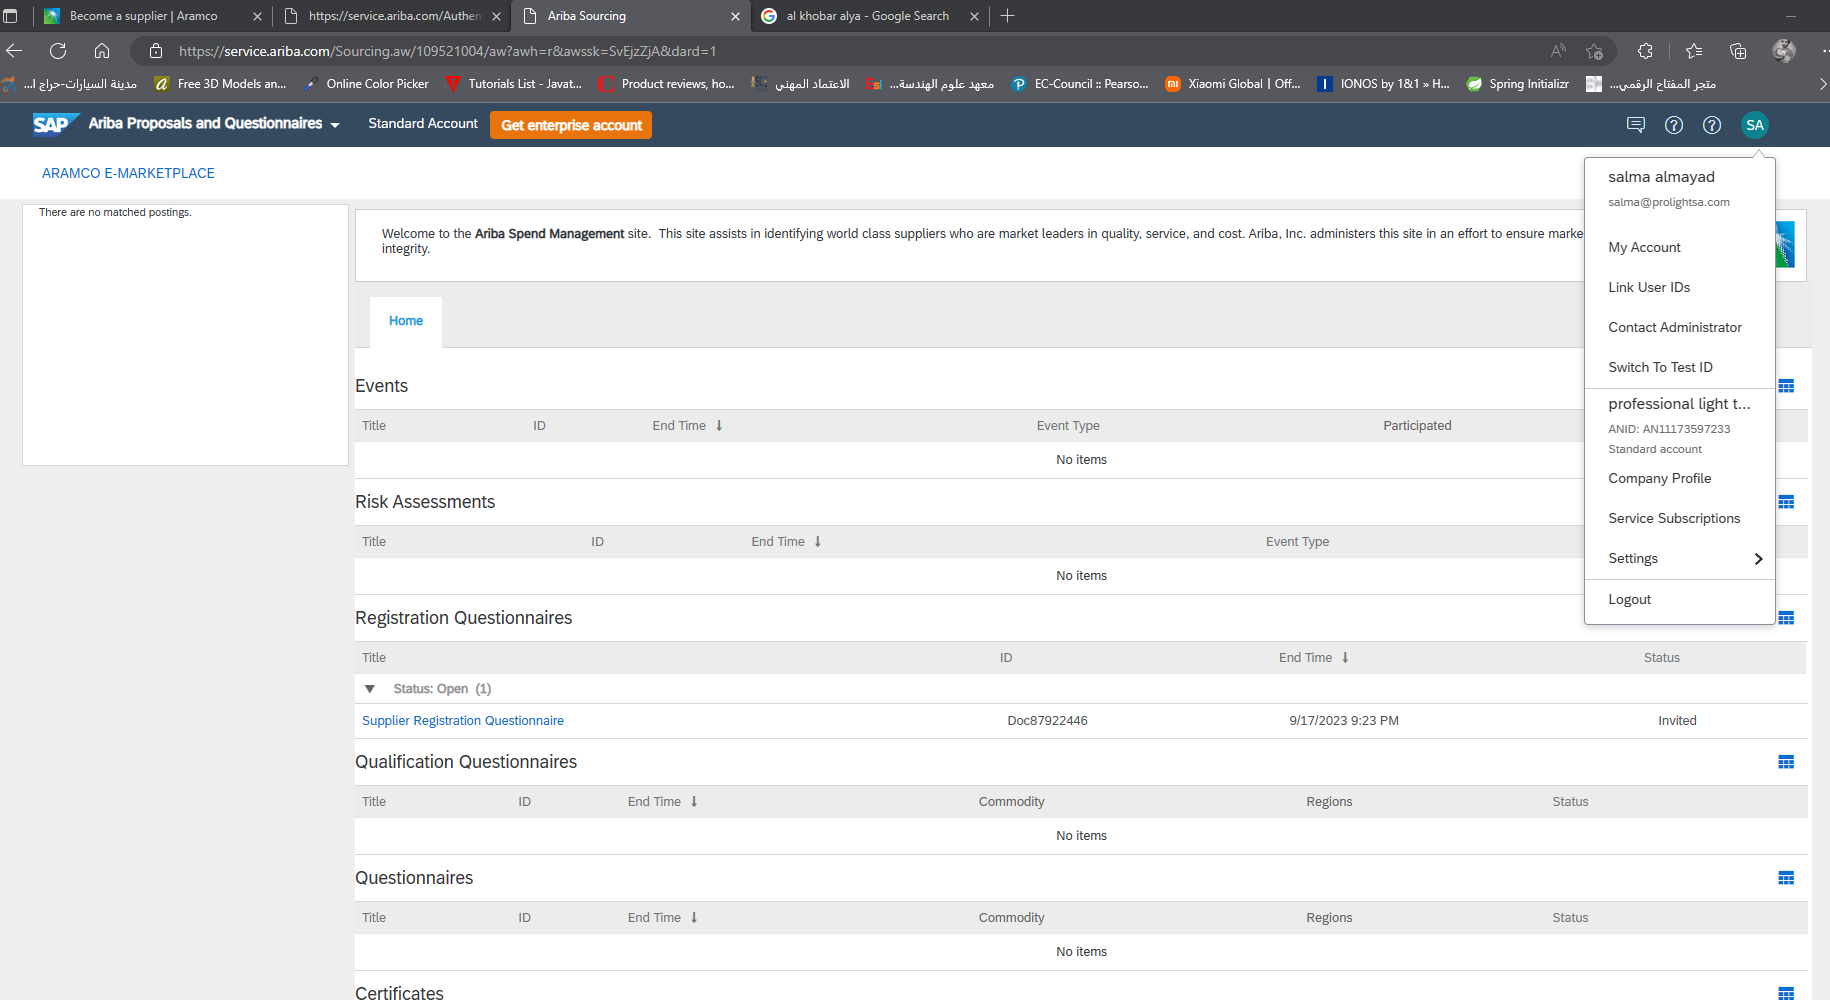 Become a supplier | Aramco
https://service.ariba.com/Authen
Ariba Sourcing
al khobar alya - Google Search
https://service.ariba.com/Sourcing.aw/109521004/aw?awh=r&awssk=SvEjzZjA&dard=1
مدينة السيارات-حراج ا...
Free 3D Models an...
Online Color Picker
Tutorials List - Javat...
Product reviews, ho...
الاعتماد المهني
معهد علوم الهندسة...
EC-Council :: Pearso...
Xiaomi Global | Off...
IONOS by 1&1 » H...
Spring Initializr
متجر المفتاح الرقمي...
SAP
Ariba Proposals and Questionnaires
Standard Account
Get enterprise account
SA
ARAMCO E-MARKETPLACE
There are no matched postings.
Welcome to the Ariba Spend Management site. This site assists in identifying world class suppliers who are market leaders in quality, service, and cost. Ariba, Inc. administers this site in an effort to ensure marke
integrity.
Home
Events
Title ID End Time Event Type Participated
No items
Risk Assessments
Title ID End Time Event Type
No items
Registration Questionnaires
Title ID End Time Status
Status: Open (1)
Supplier Registration Questionnaire Doc87922446 9/17/2023 9:23 PM Invited
Qualification Questionnaires
Title ID End Time Commodity Regions Status
No items
Questionnaires
Title ID End Time Commodity Regions Status
No items
Certificates
salma almayad
salma@prolightsa.com
My Account
Link User IDs
Contact Administrator
Switch To Test ID
professional light t...
ANID: AN11173597233
Standard account
Company Profile
Service Subscriptions
Settings
Logout